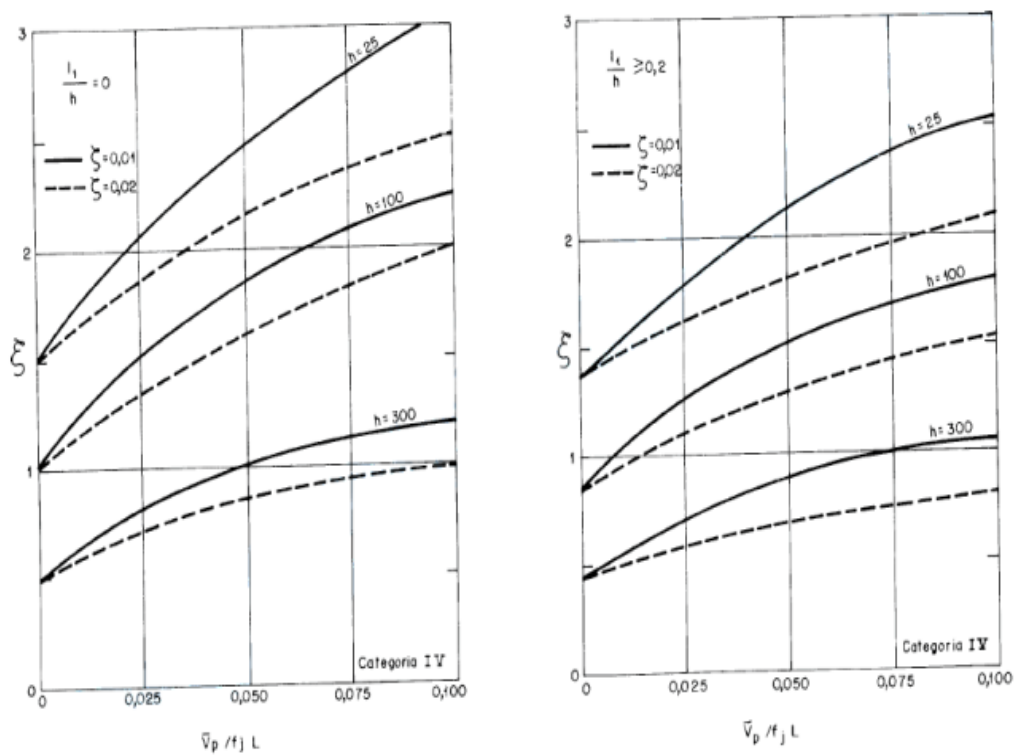 3
l₁/h = 0
ζ=0,01
ζ=0,02
h=25
2
h=100
ξ
1
h=300
Categoria IV
0
0 0,025 0,050 0,075 0,100
V̄p /fj L
3
l₁/h ≥0,2
ζ=0,01
ζ=0,02
h=25
2
h=100
ξ
1
h=300
Categoria IV
0
0 0,025 0,050 0,075 0,100
V̄p /fj L